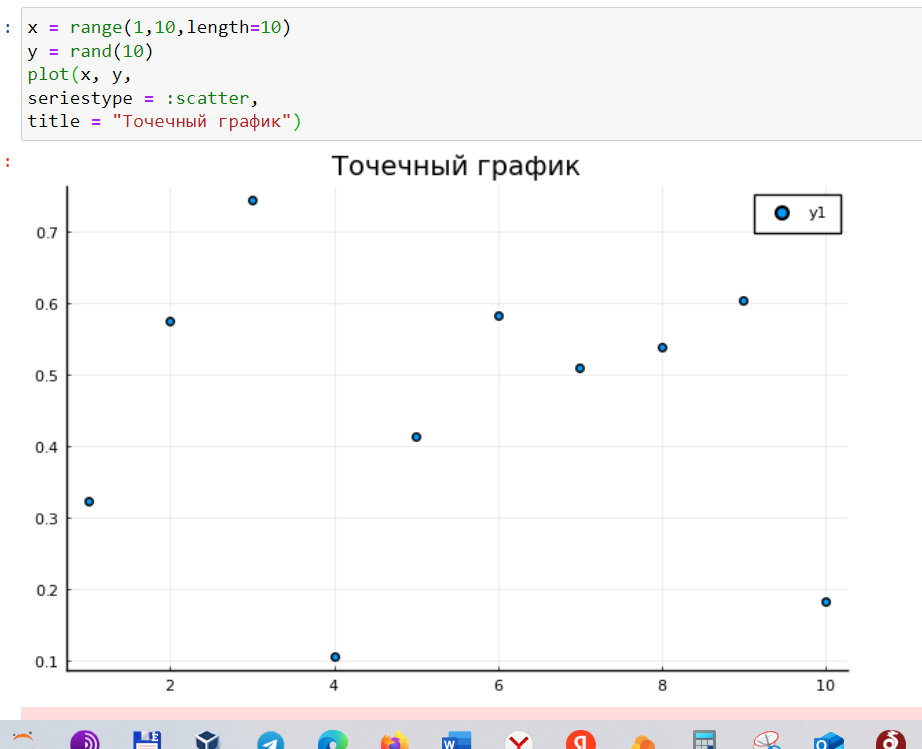 : x = range(1,10,length=10)
y = rand(10)
plot(x, y,
seriestype = :scatter,
title = "Точечный график")
:
Точечный график
y1
0.7
0.6
0.5
0.4
0.3
0.2
0.1
2 4 6 8 10